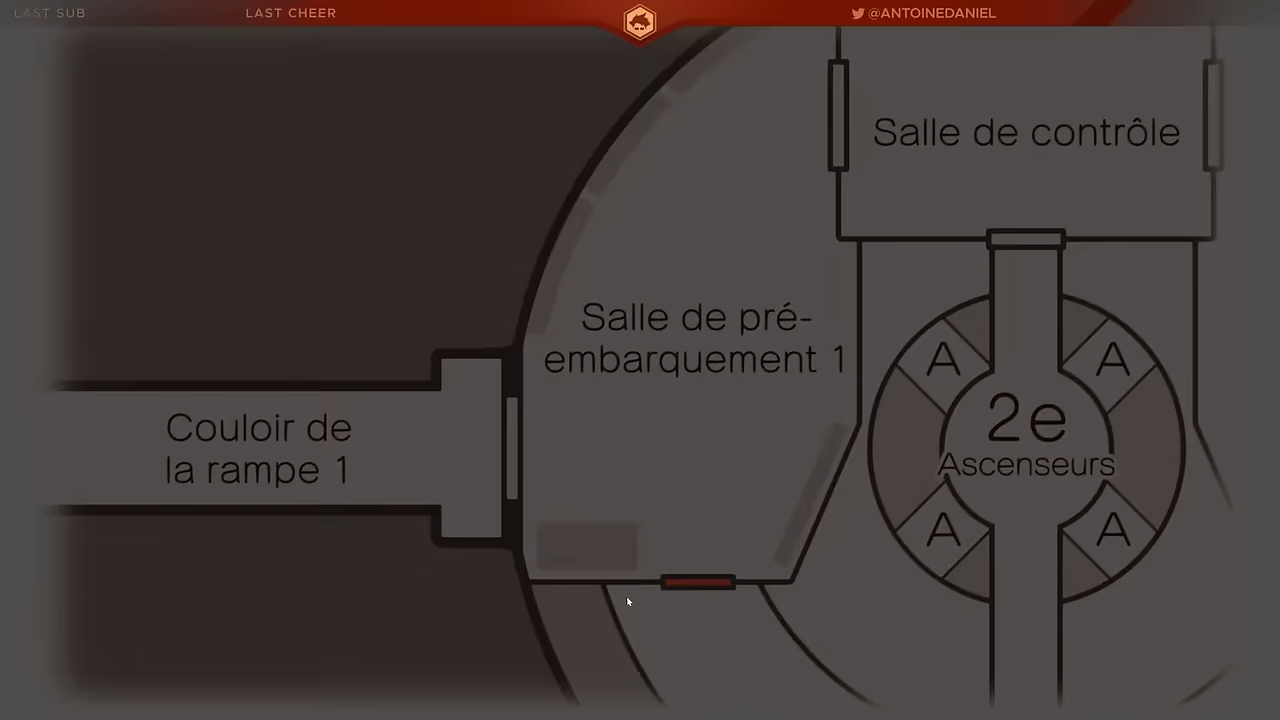 LAST SUB
LAST CHEER
@ANTOINEDANIEL
Salle de contrôle
Salle de pré-
embarquement 1
Couloir de
la rampe 1
A
A
2e
Ascenseurs
A
A